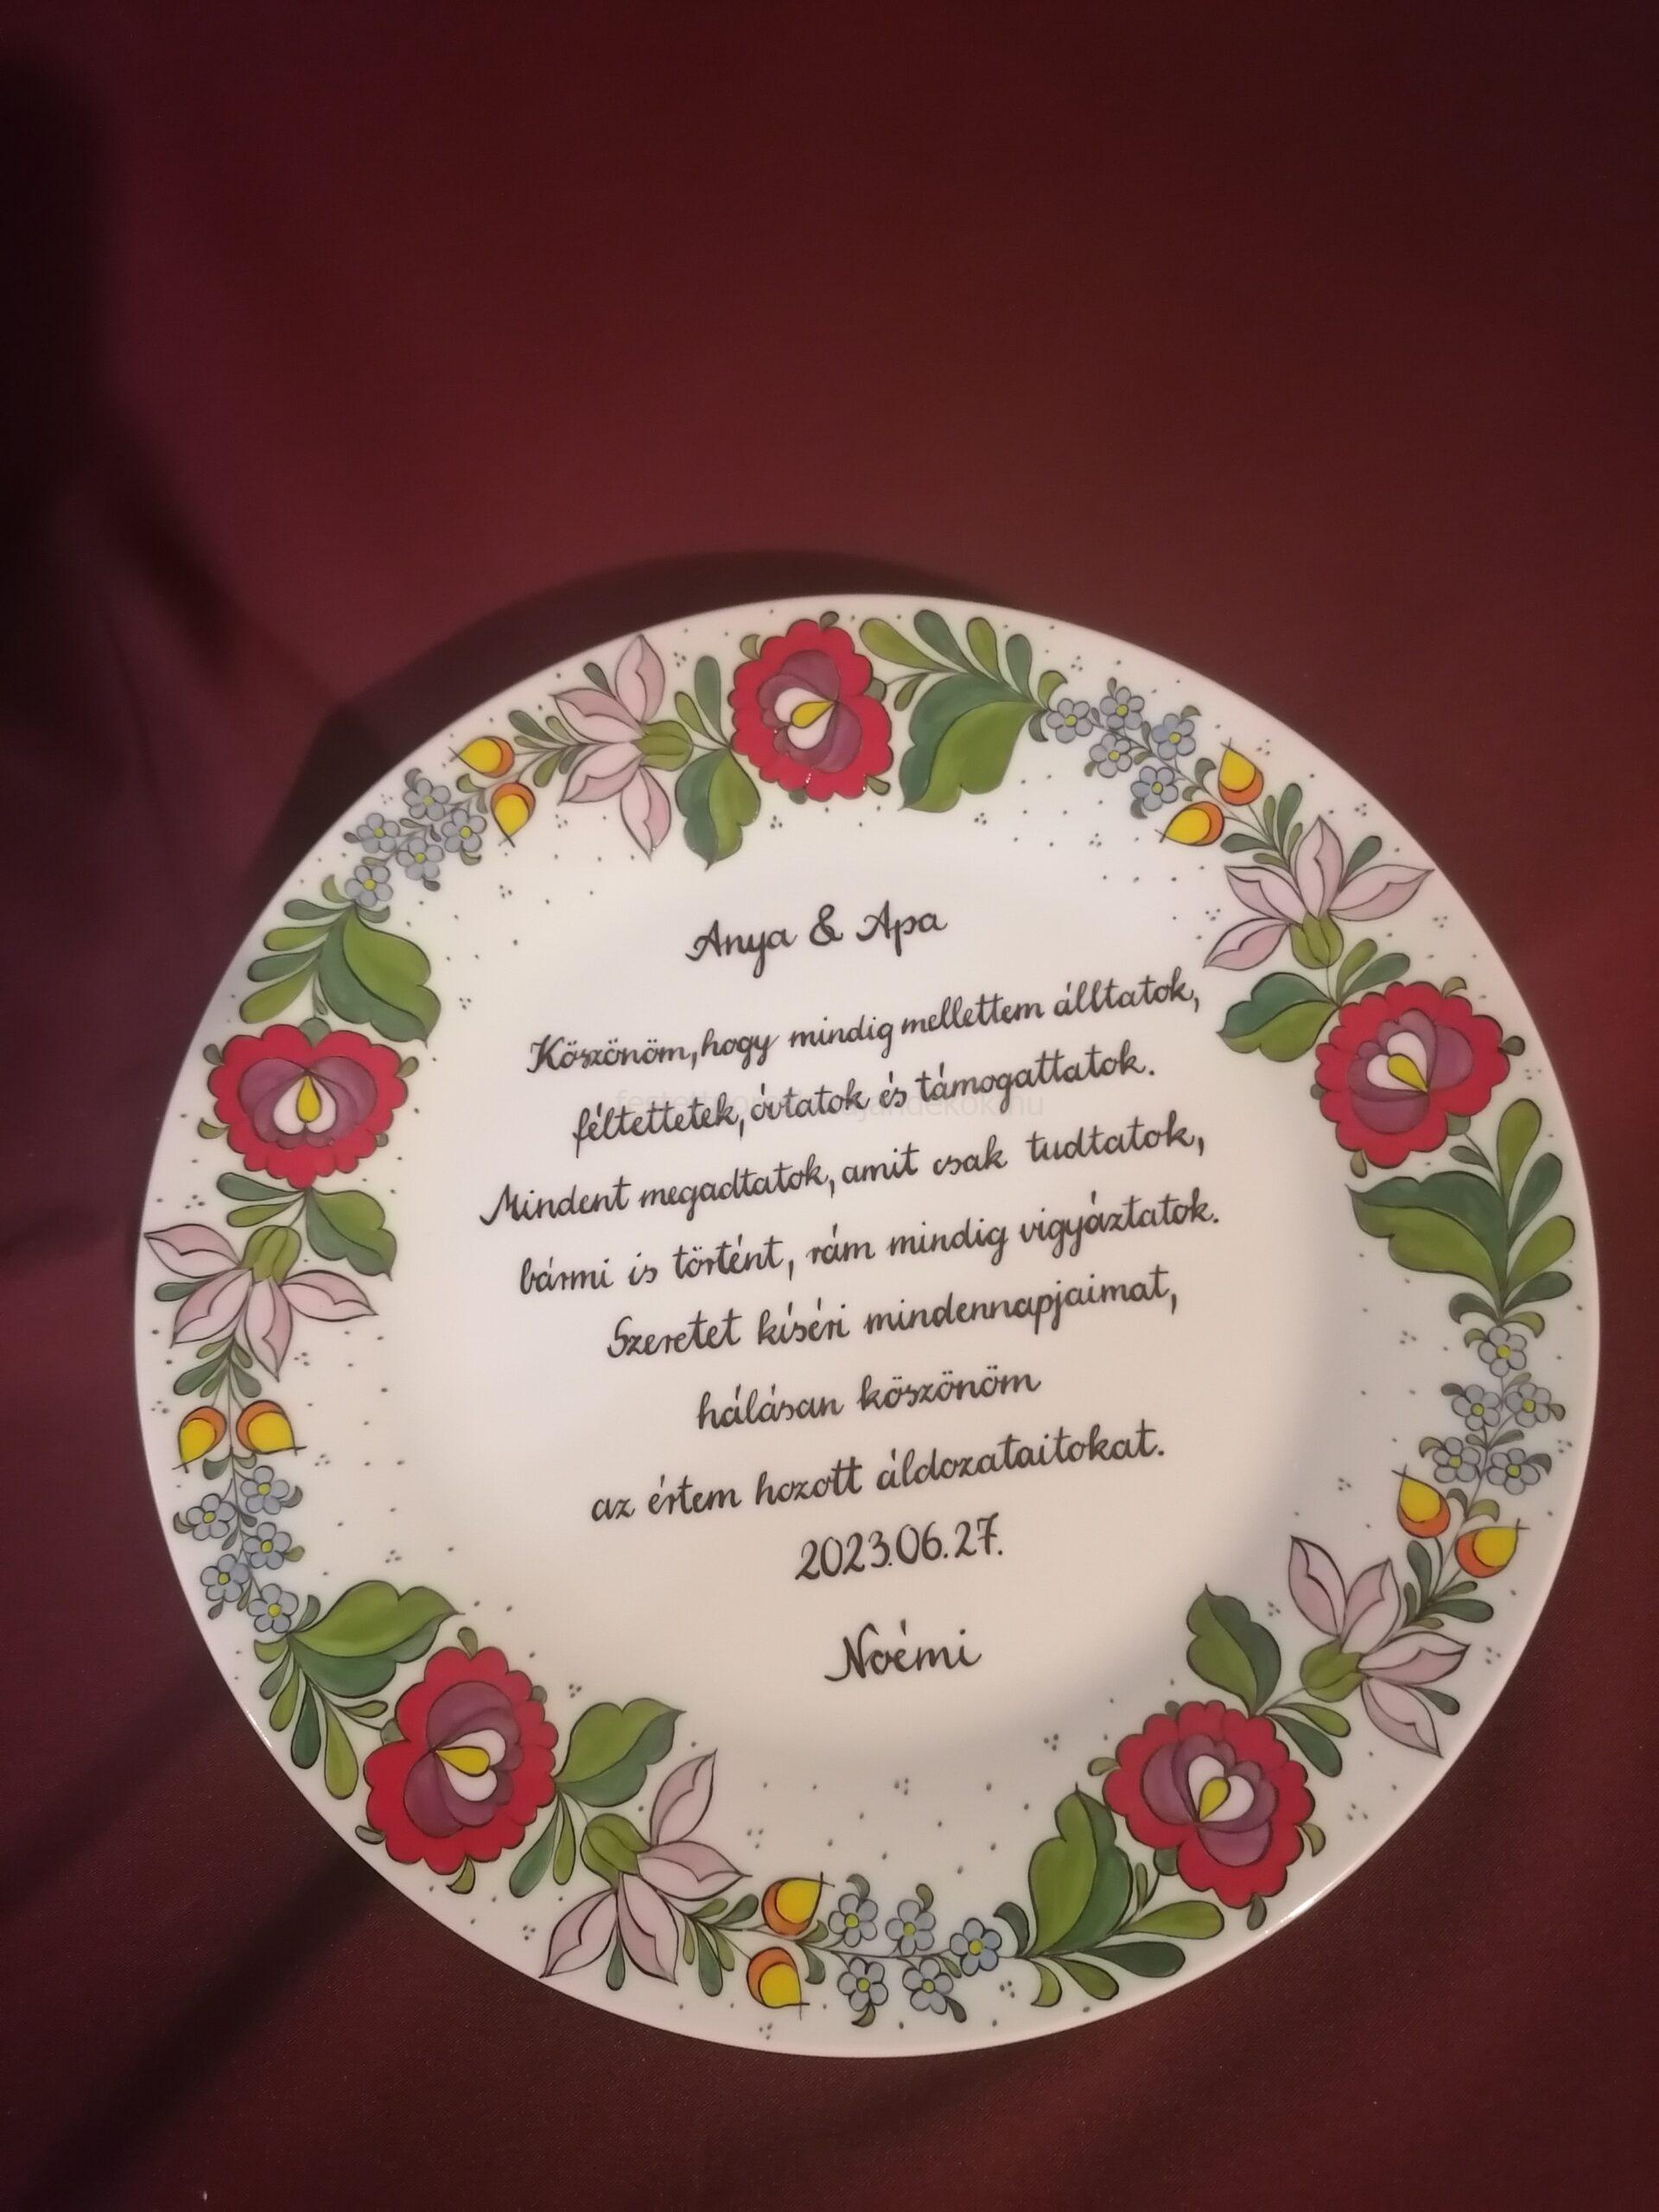 Anya & Apa
Köszönöm, hogy mindig mellettem álltatok,
féltettetek, óvtatok és támogattatok.
Mindent megadtatok, amit csak tudtatok,
bármi is történt, rám mindig vigyáztatok.
Szeretet kíséri mindennapjaimat,
hálásan köszönöm
az értem hozott áldozataitokat.
2023.06.27.
Noémi